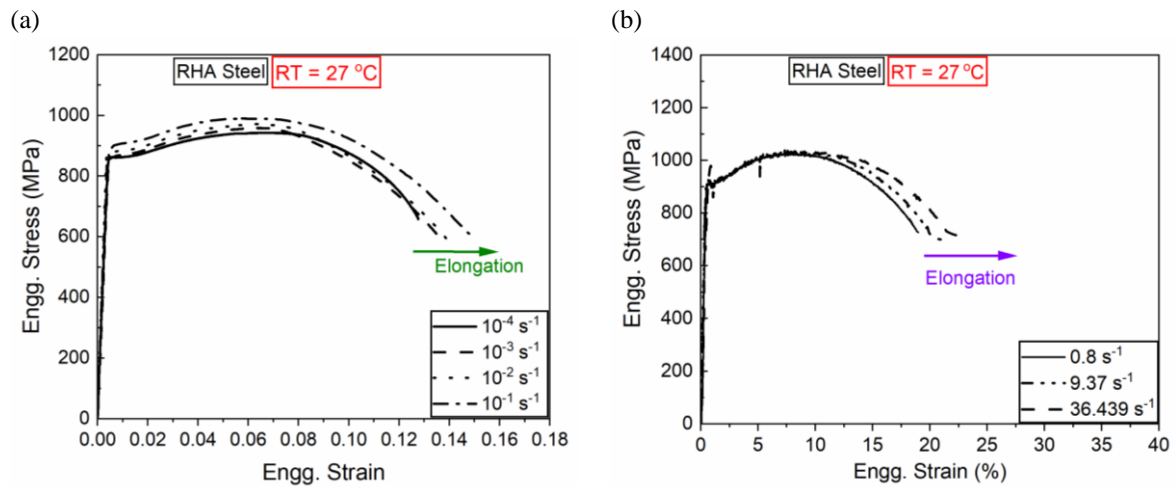 (a)
RHA Steel RT = 27 °C
1200
1000
800
600
400
200
0
Engg. Stress (MPa)
Elongation
10⁻⁴ s⁻¹
10⁻³ s⁻¹
10⁻² s⁻¹
10⁻¹ s⁻¹
0.00 0.02 0.04 0.06 0.08 0.10 0.12 0.14 0.16 0.18
Engg. Strain
(b)
RHA Steel RT = 27 °C
1400
1200
1000
800
600
400
200
0
Engg. Stress (MPa)
Elongation
0.8 s⁻¹
9.37 s⁻¹
36.439 s⁻¹
0 5 10 15 20 25 30 35 40
Engg. Strain (%)